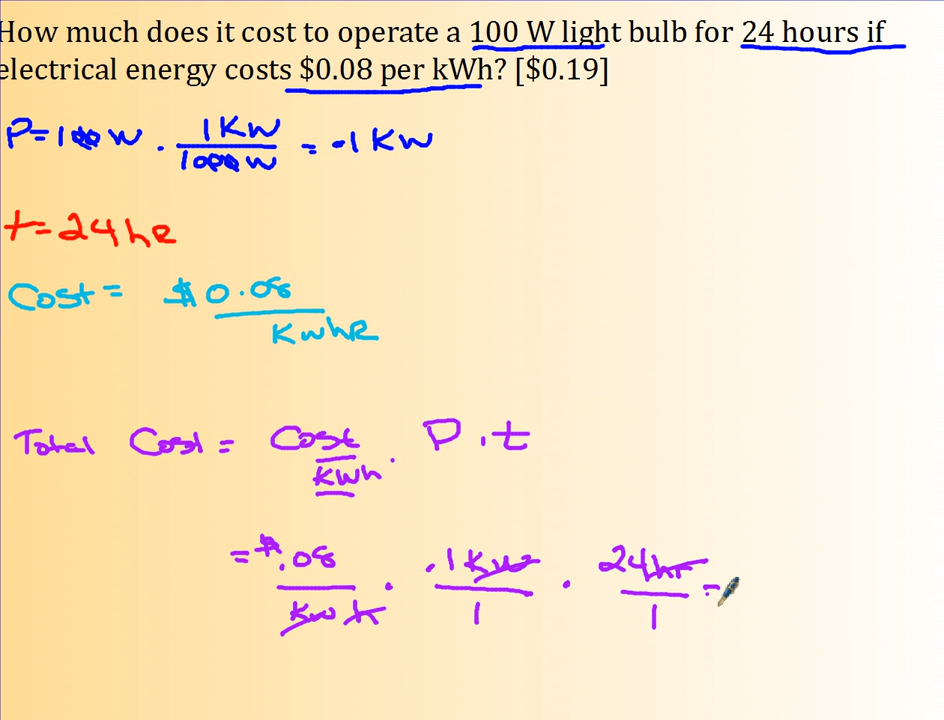 How much does it cost to operate a 100 W light bulb for 24 hours if
electrical energy costs $0.08 per kWh? [$0.19]
P=100W · 1KW / 1000W = .1KW
t=24hR
Cost= $0.08 / KwhR
Total Cost= Cost / KWh · P.t
= $.08 / kwh · .1KW / 1 · 24hr / 1 =